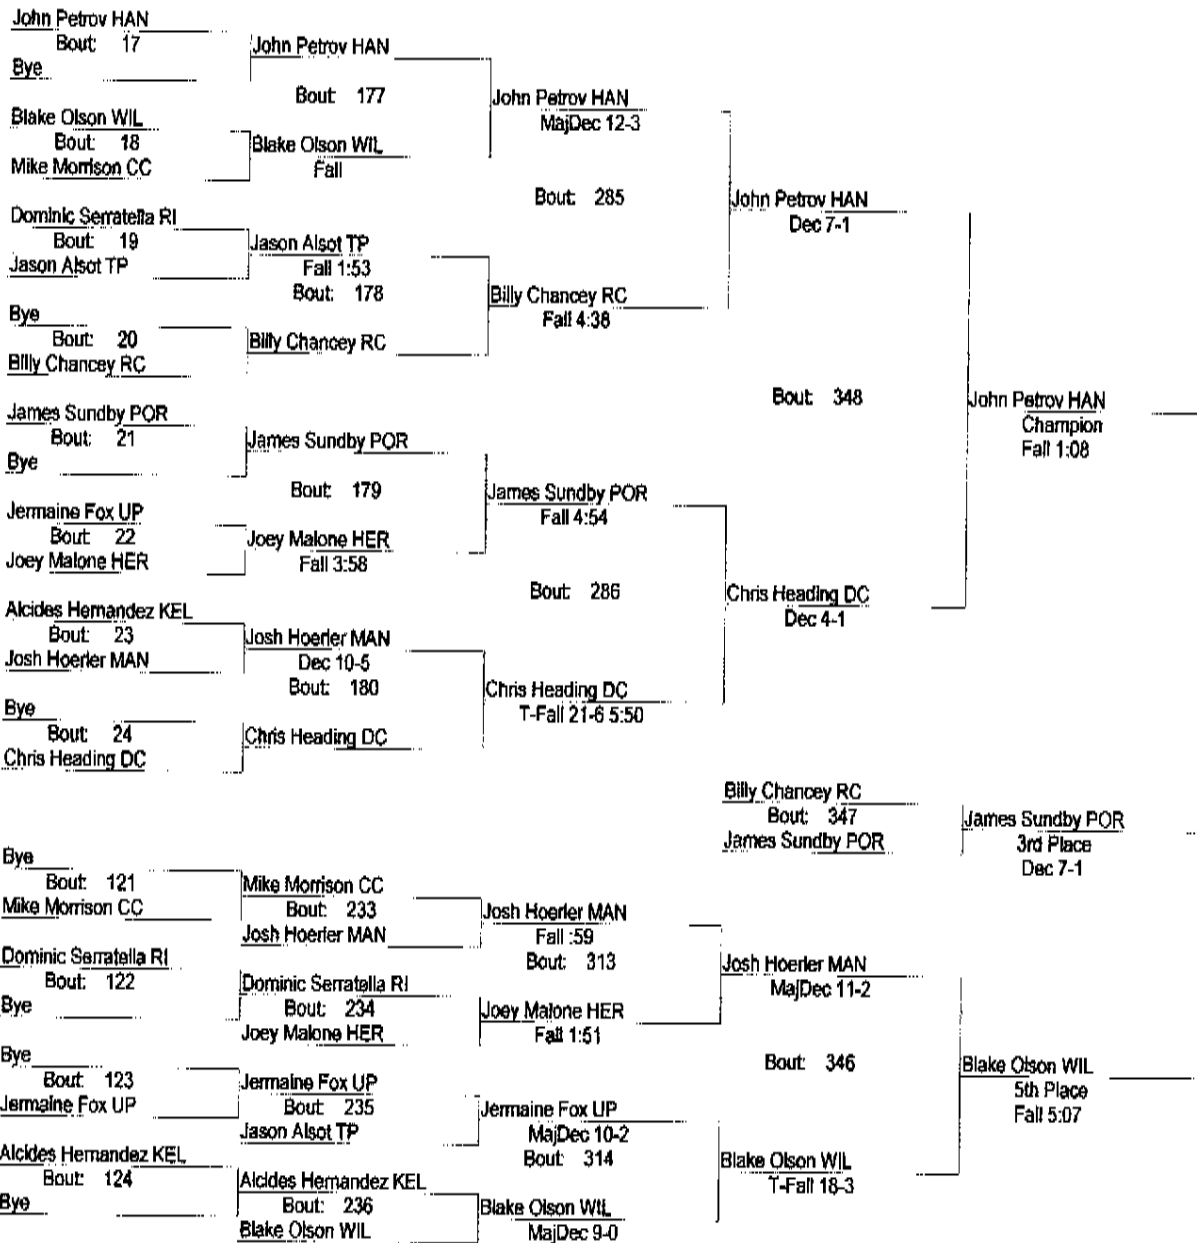 John Petrov HAN
Bout: 17
Bye
John Petrov HAN
Bout: 177
Blake Olson WIL
Bout: 18
Mike Morrison CC
Blake Olson WIL
Fall
John Petrov HAN
MajDec 12-3
Bout: 285
Dominic Serratella RI
Bout: 19
Jason Alsot TP
Jason Alsot TP
Fall 1:53
Bout: 178
Bye
Bout: 20
Billy Chancey RC
Billy Chancey RC
Billy Chancey RC
Fall 4:38
John Petrov HAN
Dec 7-1
Bout: 348
James Sundby POR
Bout: 21
Bye
James Sundby POR
Bout: 179
Jermaine Fox UP
Bout: 22
Joey Malone HER
Joey Malone HER
Fall 3:58
James Sundby POR
Fall 4:54
Bout: 286
Alcides Hernandez KEL
Bout: 23
Josh Hoerler MAN
Josh Hoerler MAN
Dec 10-5
Bout: 180
Bye
Bout: 24
Chris Heading DC
Chris Heading DC
Chris Heading DC
T-Fall 21-6 5:50
Chris Heading DC
Dec 4-1
John Petrov HAN
Champion
Fall 1:08
Billy Chancey RC
Bout: 347
James Sundby POR
James Sundby POR
3rd Place
Dec 7-1
Bye
Bout: 121
Mike Morrison CC
Mike Morrison CC
Bout: 233
Josh Hoerler MAN
Josh Hoerler MAN
Fall :59
Bout: 313
Dominic Serratella RI
Bout: 122
Bye
Dominic Serratella RI
Bout: 234
Joey Malone HER
Joey Malone HER
Fall 1:51
Josh Hoerler MAN
MajDec 11-2
Bout: 346
Bye
Bout: 123
Jermaine Fox UP
Jermaine Fox UP
Bout: 235
Jason Alsot TP
Jermaine Fox UP
MajDec 10-2
Bout: 314
Alcides Hernandez KEL
Bout: 124
Bye
Alcides Hernandez KEL
Bout: 236
Blake Olson WIL
Blake Olson WIL
MajDec 9-0
Blake Olson WIL
T-Fall 18-3
Blake Olson WIL
5th Place
Fall 5:07